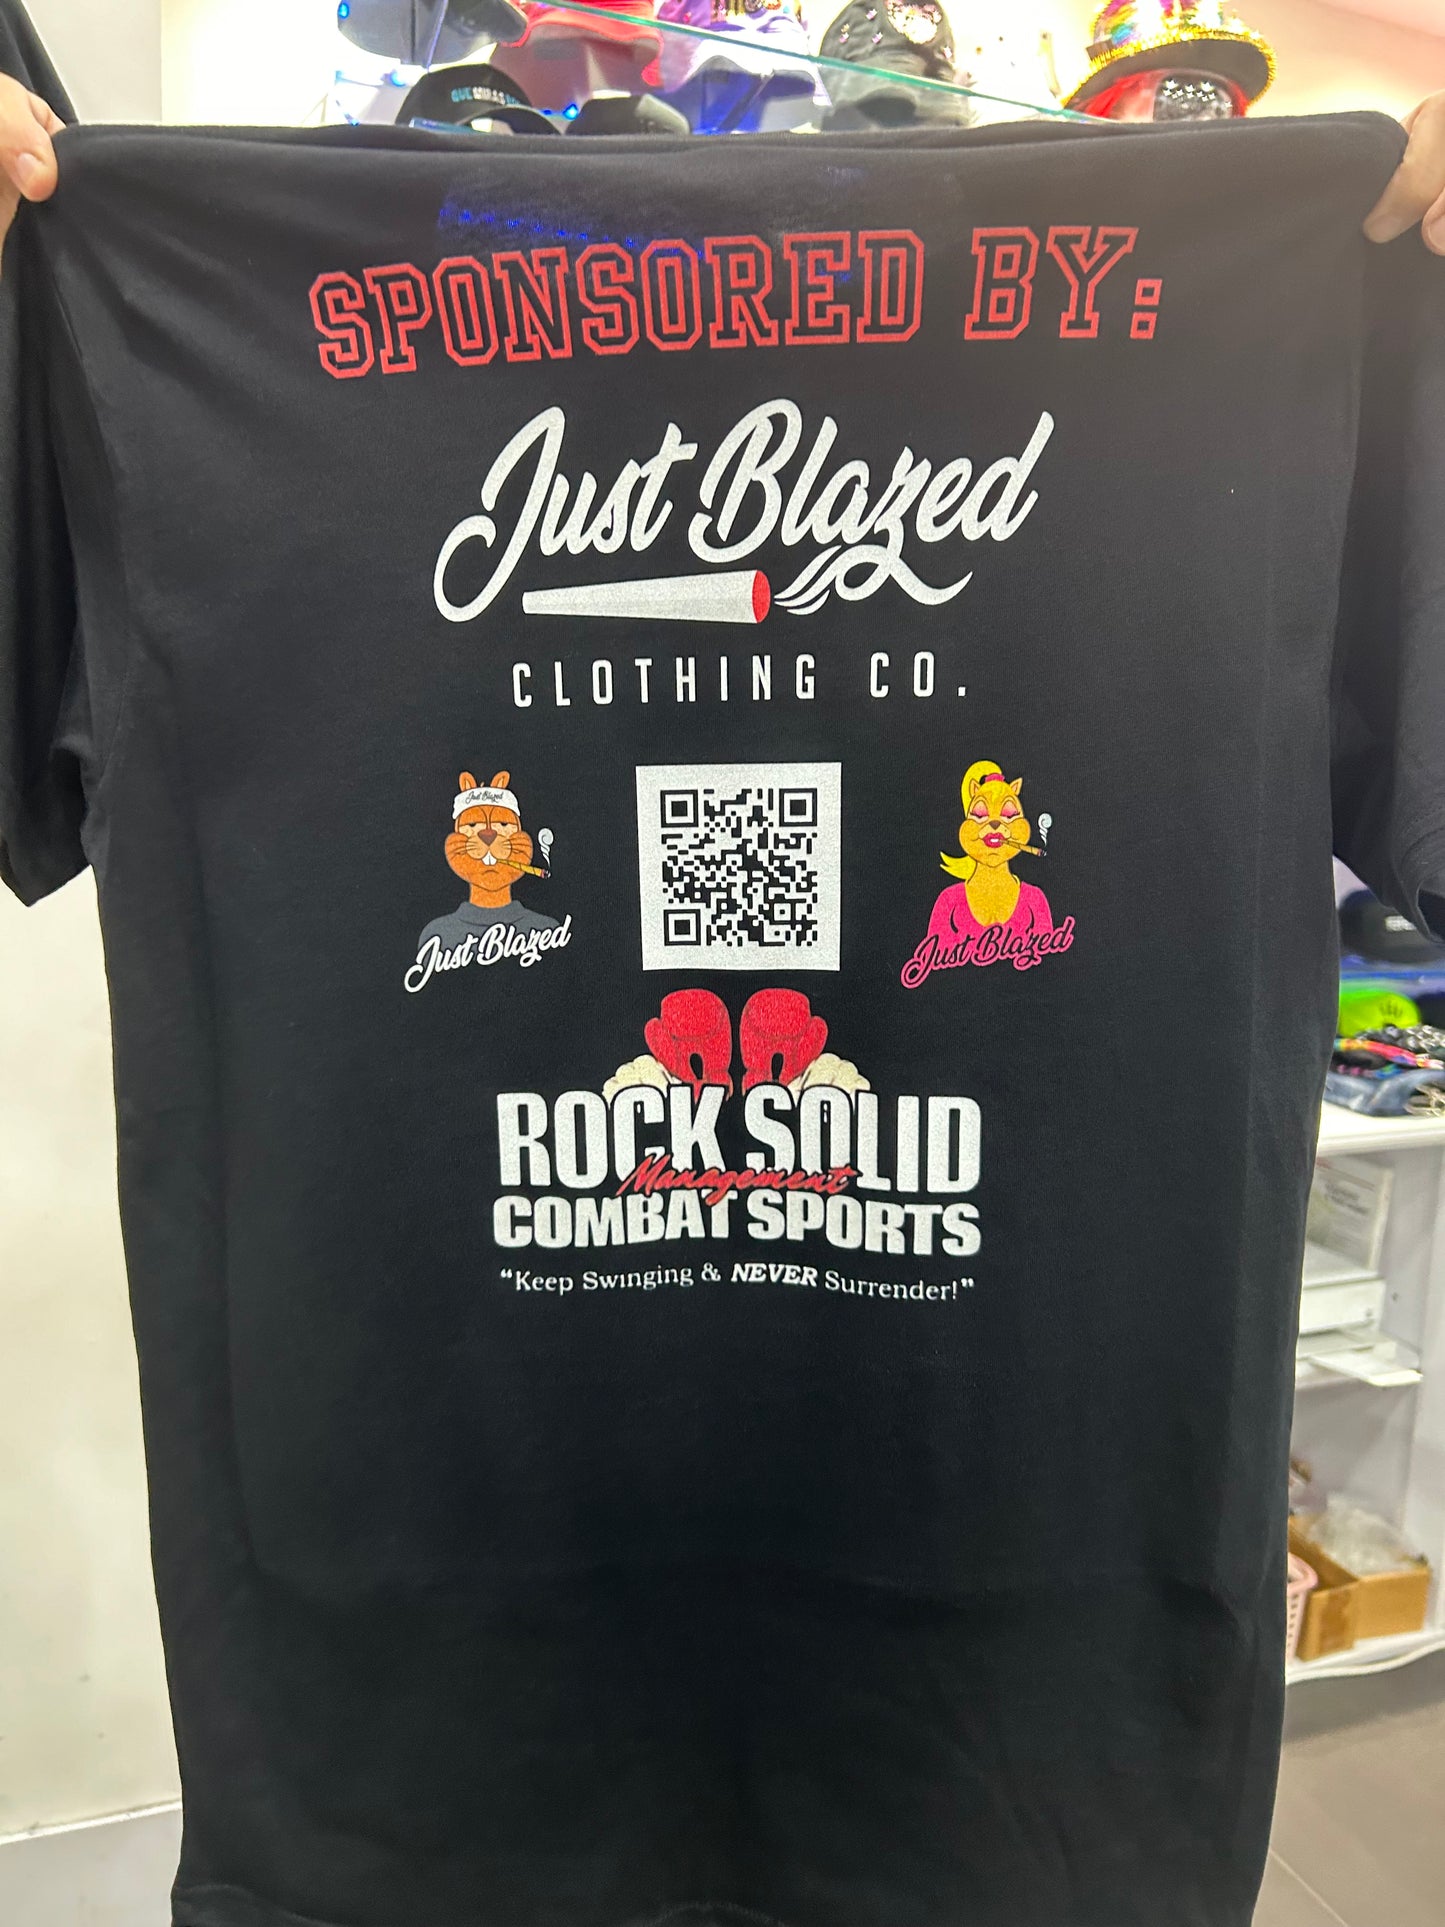 SPONSORED BY:
Just Blazed
CLOTHING CO.
Just Blazed
Just Blazed
Just Blazed
ROCK SOLID
Management
COMBAT SPORTS
“Keep Swinging & NEVER Surrender!”